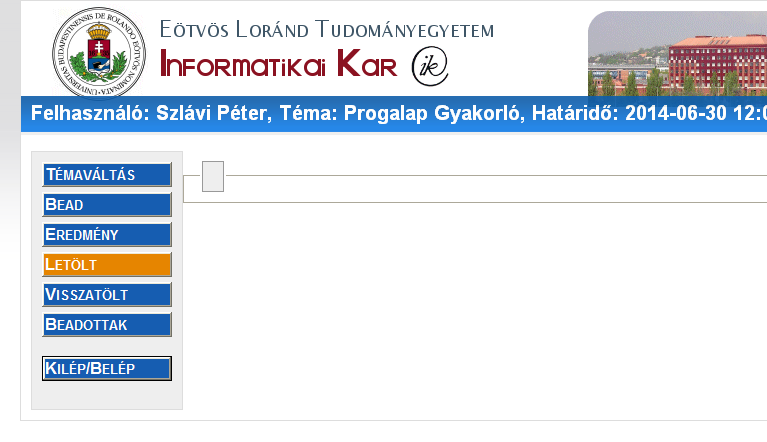 Eötvös Loránd Tudományegyetem
Informatikai Kar ik
Felhasználó: Szlávi Péter, Téma: Progalap Gyakorló, Határidő: 2014-06-30 12:0
Témaváltás
Bead
Eredmény
Letölt
Visszatölt
Beadottak
Kilép/Belép